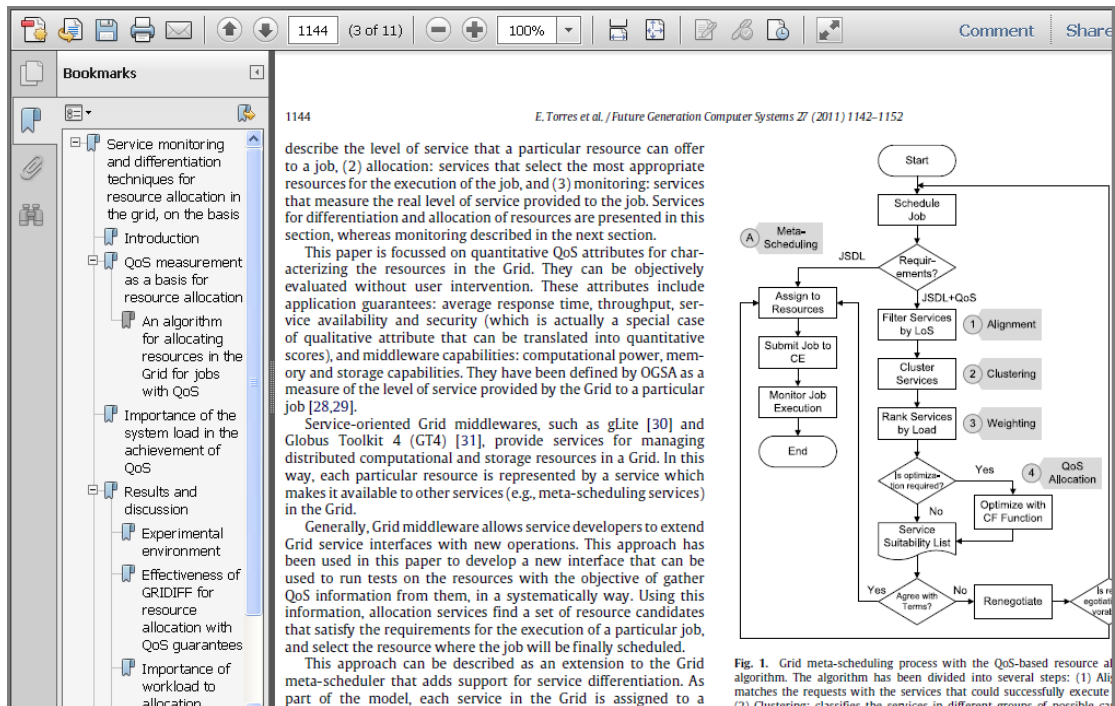 1144
(3 of 11)
100%
Comment
Share
Bookmarks
Service monitoring
and differentiation
techniques for
resource allocation in
the grid, on the basis
Introduction
QoS measurement
as a basis for
resource allocation
An algorithm
for allocating
resources in the
Grid for jobs
with QoS
Importance of the
system load in the
achievement of
QoS
Results and
discussion
Experimental
environment
Effectiveness of
GRIDIFF for
resource
allocation with
QoS guarantees
Importance of
workload to
allocation
1144
E. Torres et al. / Future Generation Computer Systems 27 (2011) 1142–1152
describe the level of service that a particular resource can offer
to a job, (2) allocation: services that select the most appropriate
resources for the execution of the job, and (3) monitoring: services
that measure the real level of service provided to the job. Services
for differentiation and allocation of resources are presented in this
section, whereas monitoring described in the next section.
This paper is focussed on quantitative QoS attributes for char-
acterizing the resources in the Grid. They can be objectively
evaluated without user intervention. These attributes include
application guarantees: average response time, throughput, ser-
vice availability and security (which is actually a special case
of qualitative attribute that can be translated into quantitative
scores), and middleware capabilities: computational power, mem-
ory and storage capabilities. They have been defined by OGSA as a
measure of the level of service provided by the Grid to a particular
job [28,29].
Service-oriented Grid middlewares, such as gLite [30] and
Globus Toolkit 4 (GT4) [31], provide services for managing
distributed computational and storage resources in a Grid. In this
way, each particular resource is represented by a service which
makes it available to other services (e.g., meta-scheduling services)
in the Grid.
Generally, Grid middleware allows service developers to extend
Grid service interfaces with new operations. This approach has
been used in this paper to develop a new interface that can be
used to run tests on the resources with the objective of gather
QoS information from them, in a systematically way. Using this
information, allocation services find a set of resource candidates
that satisfy the requirements for the execution of a particular job,
and select the resource where the job will be finally scheduled.
This approach can be described as an extension to the Grid
meta-scheduler that adds support for service differentiation. As
part of the model, each service in the Grid is assigned to a
Start
Schedule
Job
A
Meta-
Scheduling
JSDL
Requir-
ements?
JSDL+QoS
Assign to
Resources
Filter Services
by LoS
1 Alignment
Submit Job to
CE
Cluster
Services
2 Clustering
Monitor Job
Execution
Rank Services
by Load
3 Weighting
End
Is optimiza-
tion required?
Yes
4
QoS
Allocation
No
Optimize with
CF Function
Service
Suitability List
Yes
Agree with
Terms?
No
Renegotiate
Is re
egotiati
vorab
Fig. 1. Grid meta-scheduling process with the QoS-based resource al
algorithm. The algorithm has been divided into several steps: (1) Ali
matches the requests with the services that could successfully execute
(2) Clustering: classifies the services in different groups of possible